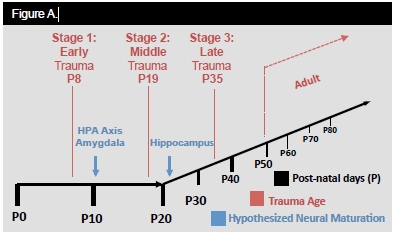 Figure A.
Stage 1:
Early
Trauma
P8
Stage 2:
Middle
Trauma
P19
Stage 3:
Late
Trauma
P35
Adult
HPA Axis
Amygdala
Hippocampus
P0
P10
P20
P30
P40
P50
P60
P70
P80
Post-natal days (P)
Trauma Age
Hypothesized Neural Maturation